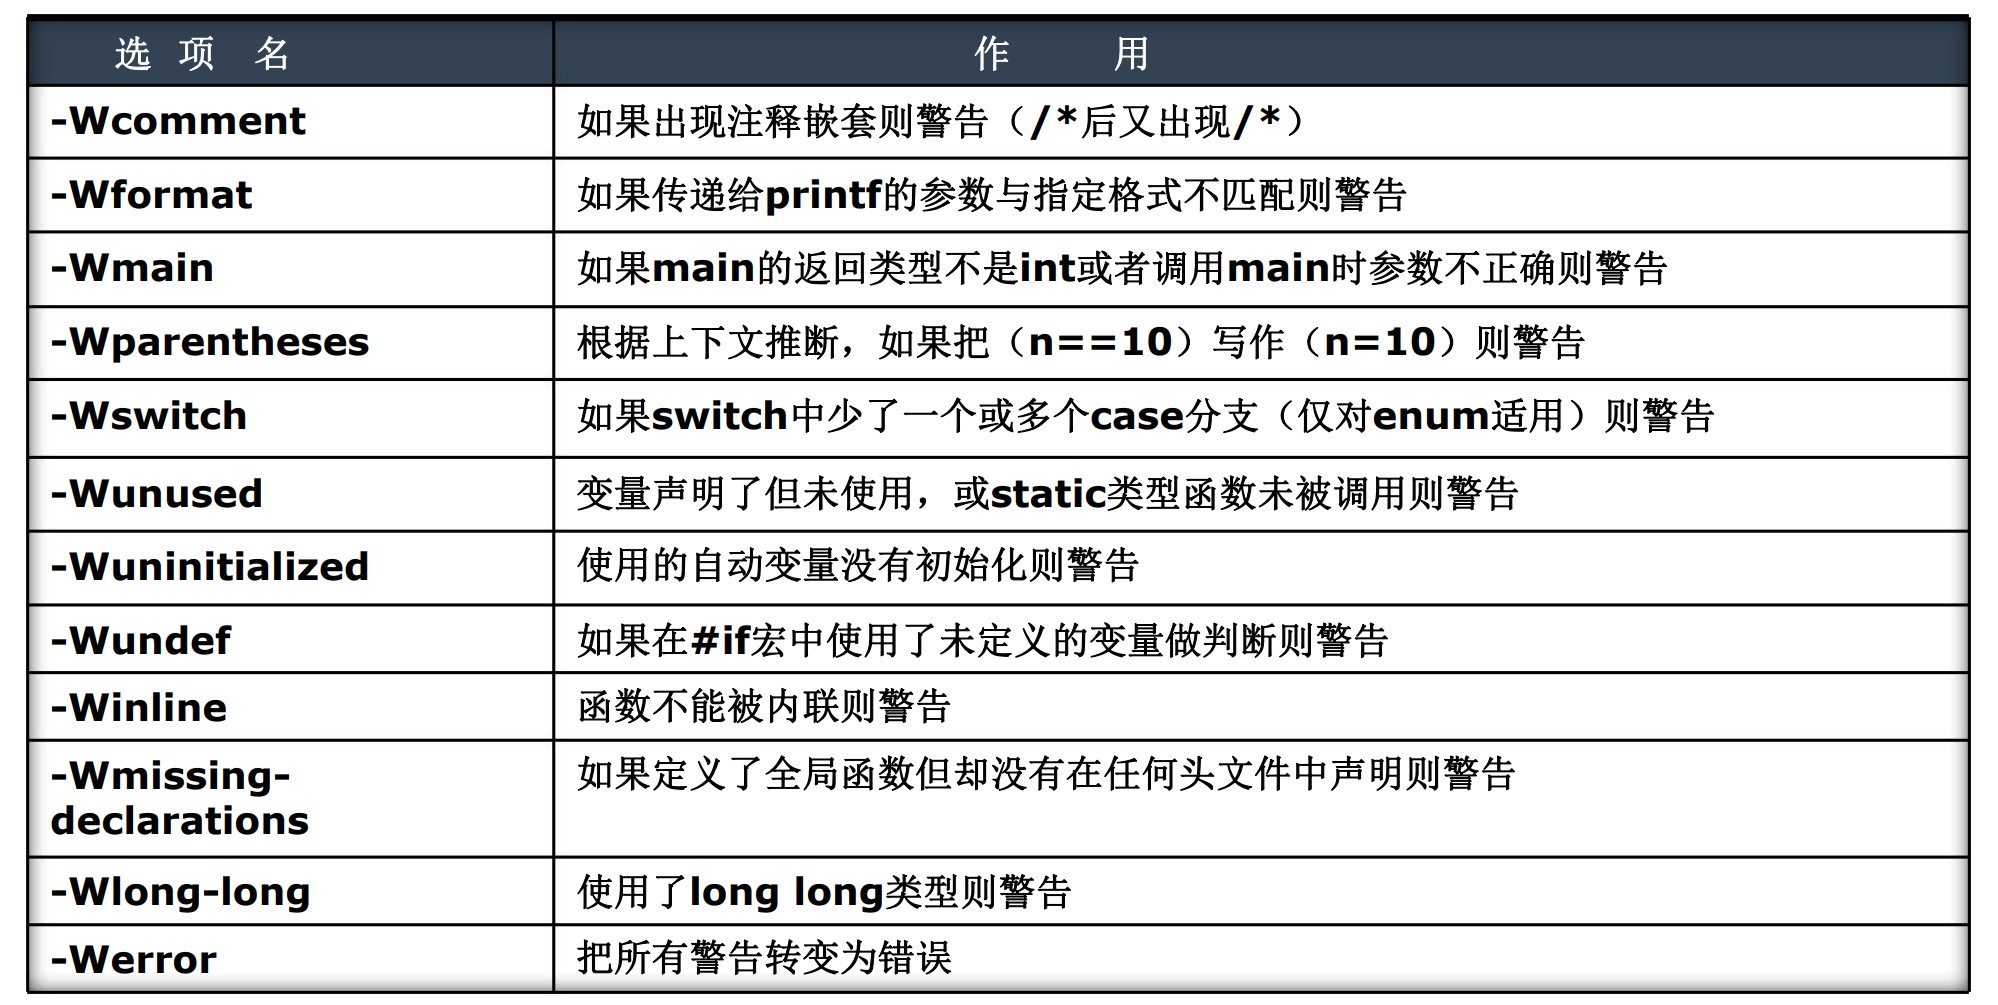 选 项 名
作 用
-Wcomment
如果出现注释嵌套则警告（/*后又出现/*）
-Wformat
如果传递给printf的参数与指定格式不匹配则警告
-Wmain
如果main的返回类型不是int或者调用main时参数不正确则警告
-Wparentheses
根据上下文推断，如果把（n==10）写作（n=10）则警告
-Wswitch
如果switch中少了一个或多个case分支（仅对enum适用）则警告
-Wunused
变量声明了但未使用，或static类型函数未被调用则警告
-Wuninitialized
使用的自动变量没有初始化则警告
-Wundef
如果在#if宏中使用了未定义的变量做判断则警告
-Winline
函数不能被内联则警告
-Wmissing-
declarations
如果定义了全局函数但却没有在任何头文件中声明则警告
-Wlong-long
使用了long long类型则警告
-Werror
把所有警告转变为错误